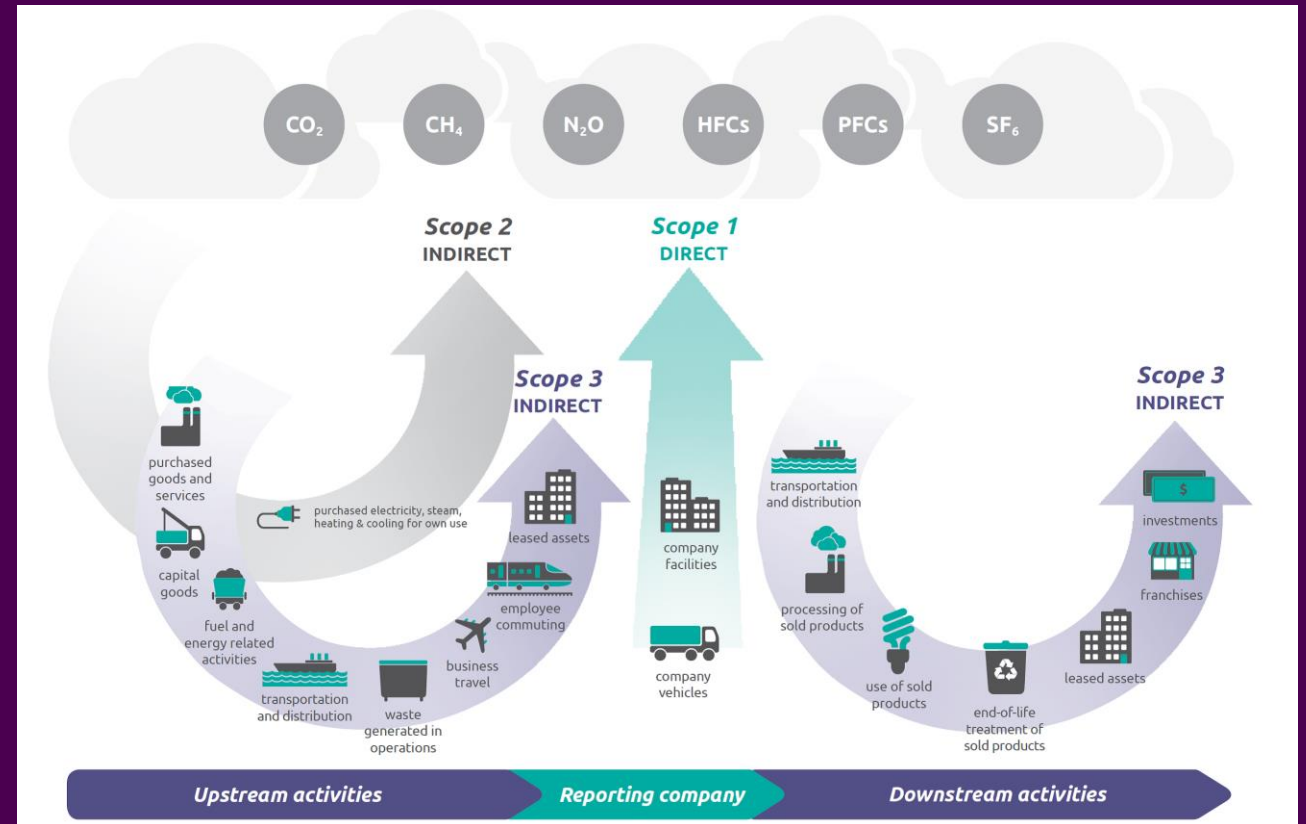 CO₂
CH₄
N₂O
HFCs
PFCs
SF₆
Scope 2
INDIRECT
Scope 1
DIRECT
Scope 3
INDIRECT
Scope 3
INDIRECT
purchased
goods and
services
capital
goods
fuel and
energy related
activities
transportation
and distribution
waste
generated in
operations
business
travel
employee
commuting
leased assets
purchased electricity, steam,
heating & cooling for own use
company
facilities
company
vehicles
transportation
and distribution
processing of
sold products
use of sold
products
end-of-life
treatment of
sold products
leased assets
franchises
$
investments
Upstream activities
Reporting company
Downstream activities